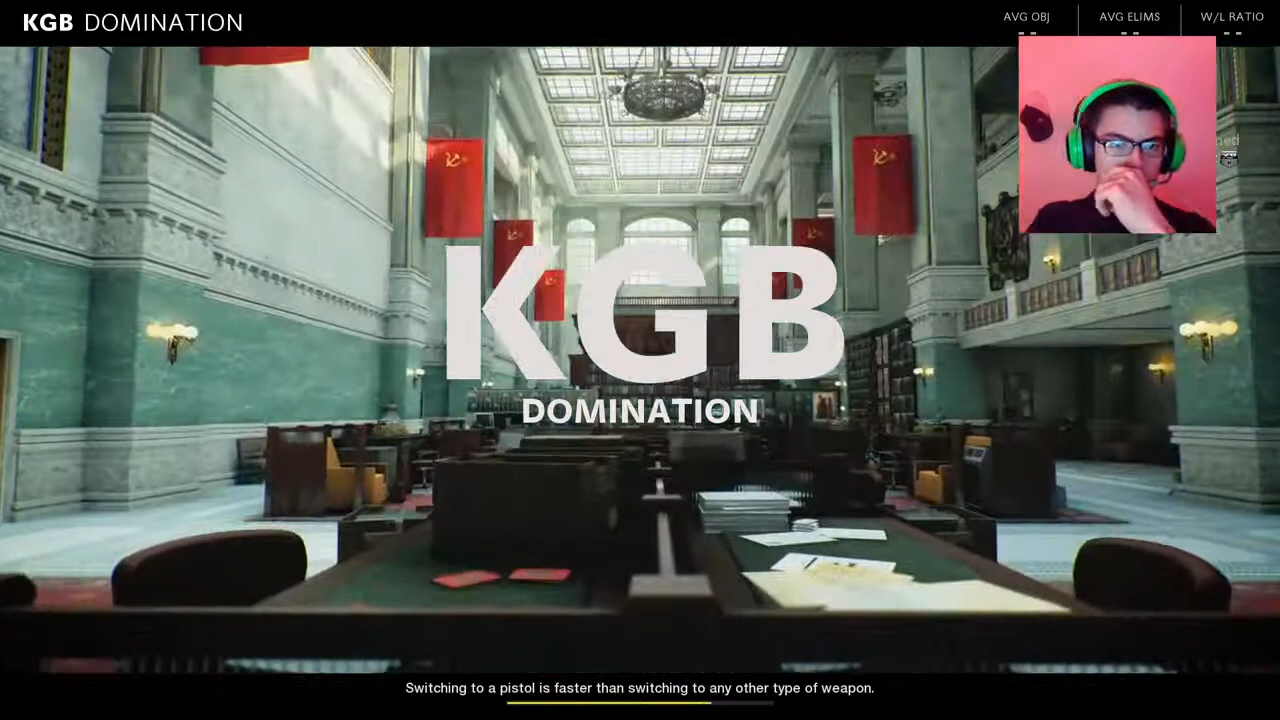 KGB DOMINATION
AVG OBJ
AVG ELIMS
W/L RATIO
-- -- --
KGB
DOMINATION
Switching to a pistol is faster than switching to any other type of weapon.